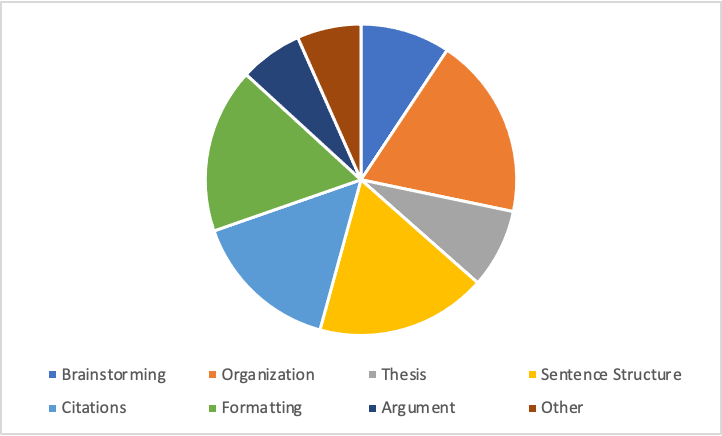 Brainstorming Organization Thesis Sentence Structure
Citations Formatting Argument Other